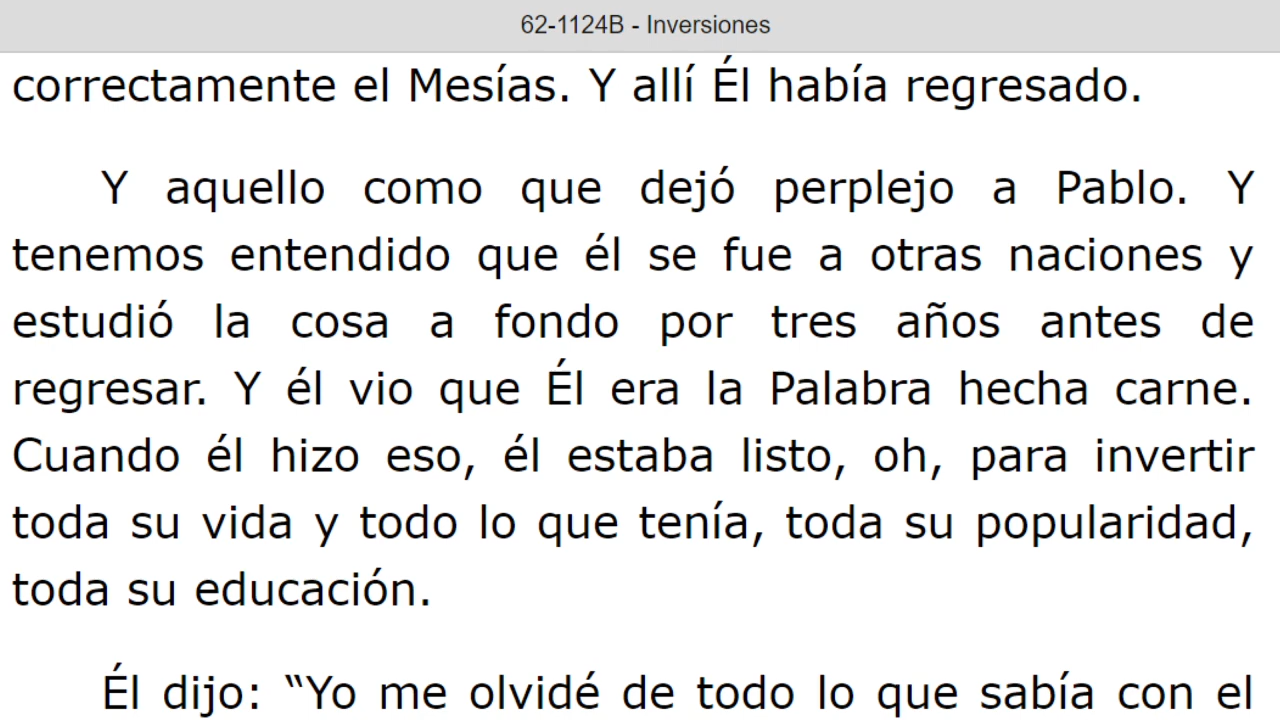 62-1124B - Inversiones
correctamente el Mesías. Y allí Él había regresado.
Y aquello como que dejó perplejo a Pablo. Y
tenemos entendido que él se fue a otras naciones y
estudió la cosa a fondo por tres años antes de
regresar. Y él vio que Él era la Palabra hecha carne.
Cuando él hizo eso, él estaba listo, oh, para invertir
toda su vida y todo lo que tenía, toda su popularidad,
toda su educación.
Él dijo: “Yo me olvidé de todo lo que sabía con el